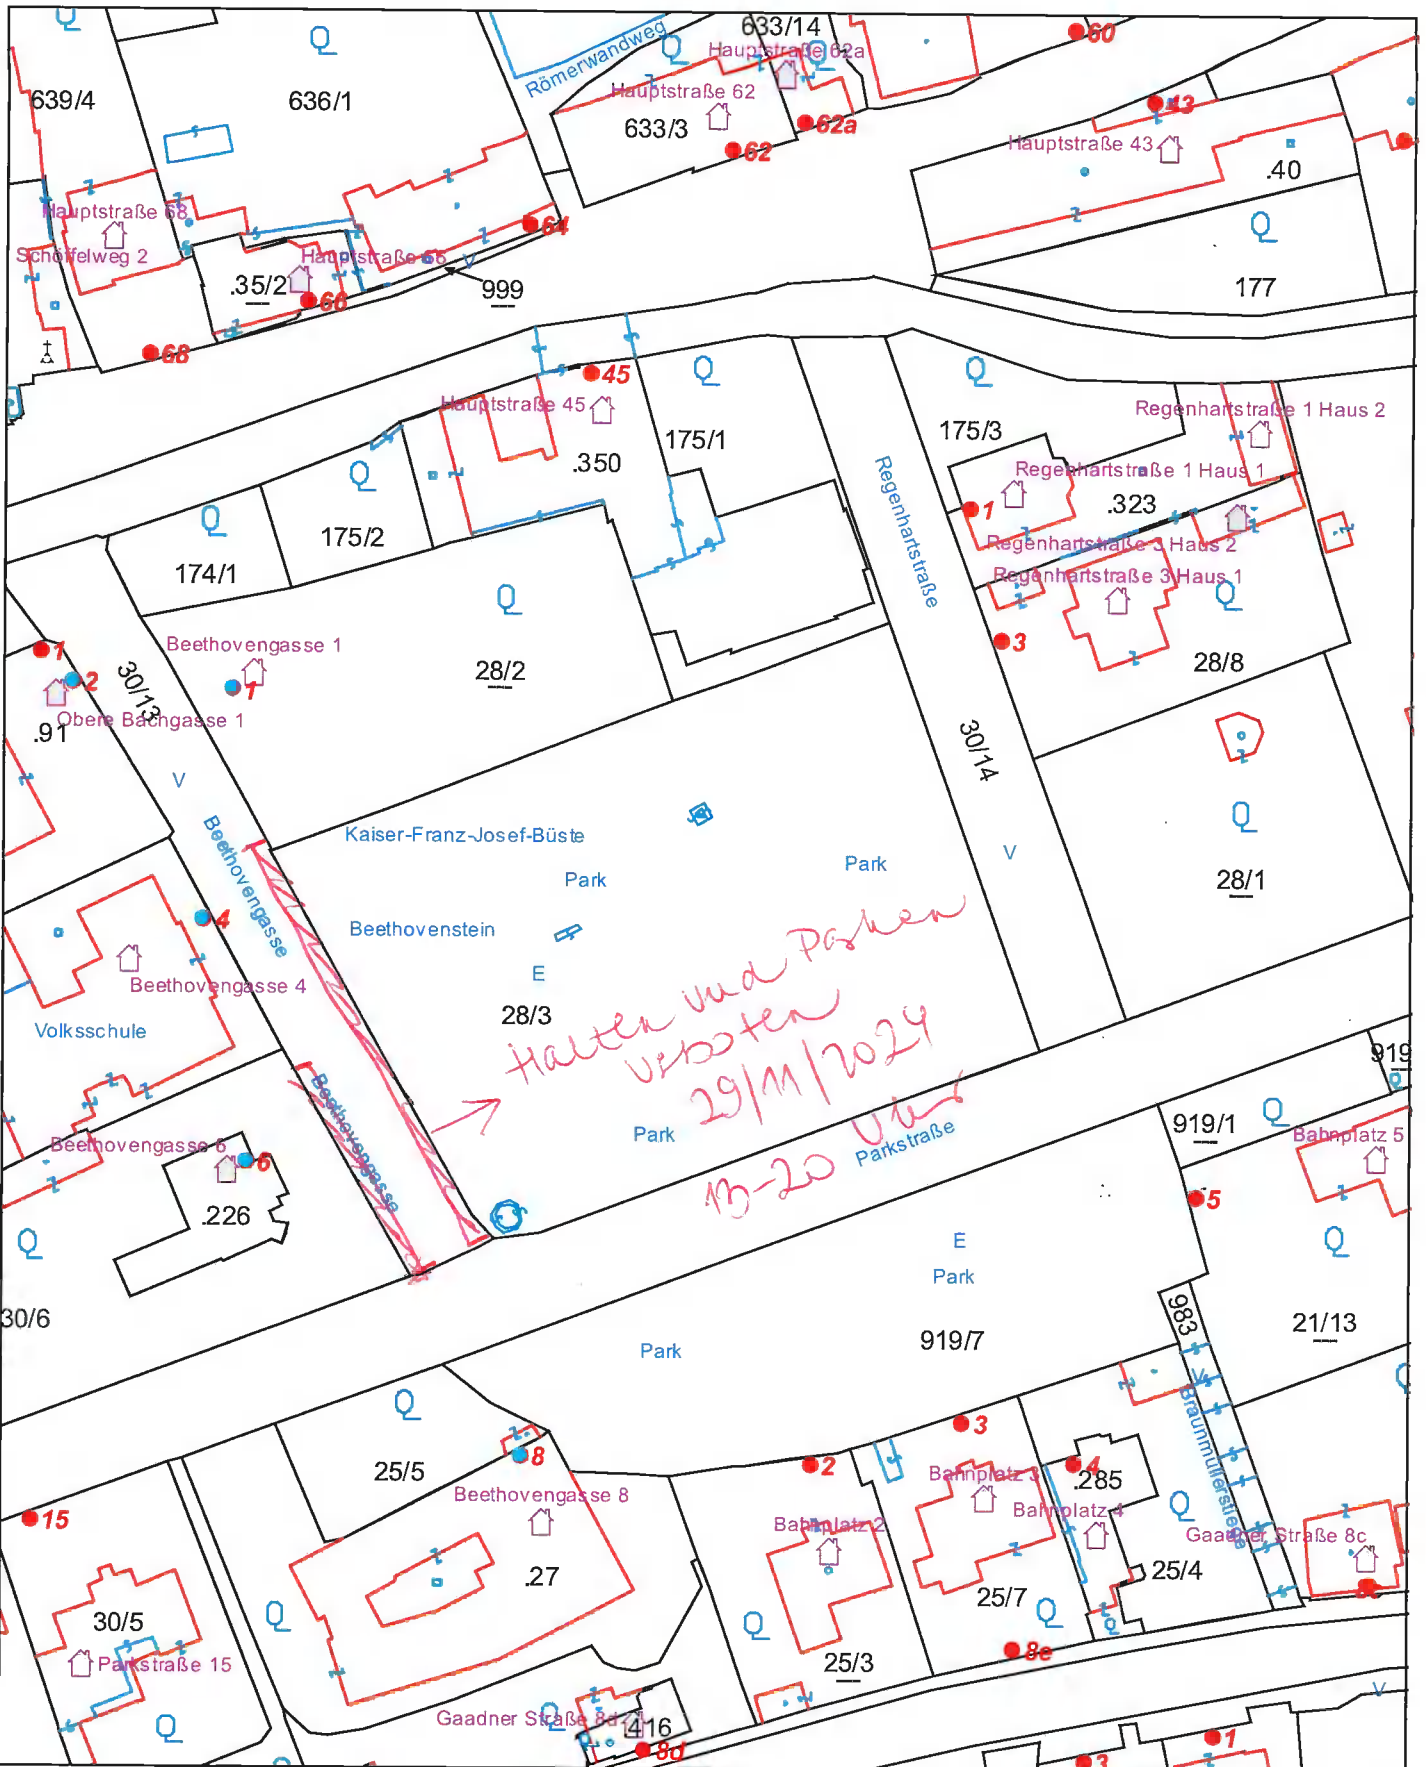 633/14
60
Römerwandweg
Hauptstraße 62a
639/4
636/1
Hauptstraße 62
633/3
62a
62
43
Hauptstraße 43
.40
Hauptstraße 68
64
Schöffelweg 2
Hauptstraße 66
.35/2
V
999
177
66
68
45
Hauptstraße 45
175/1
175/3
Regenhartstraße 1 Haus 2
.350
Regenhartstraße 1 Haus 1
.323
1
175/2
Regenhartstraße
Regenhartstraße 3 Haus 2
174/1
Regenhartstraße 3 Haus 1
Beethovengasse 1
1
3
28/2
28/8
2
1
30/13
Obere Bachgasse 1
.91
30/14
V
Beethovengasse
Kaiser-Franz-Josef-Büste
Park
Park
V
28/1
4
Beethovenstein
E
Beethovengasse 4
28/3
Volksschule
Halten und Parken
Verboten
29/11/2024
13-20 Uhr
919
Beethovengasse
Park
Parkstraße
919/1
Bahnplatz 5
Beethovengasse 6
6
5
.226
E
Park
30/6
983
21/13
919/7
Park
Braunmüllerstiege
V
3
25/5
8
2
4
.285
Bahnplatz 3
Beethovengasse 8
Bahnplatz 4
15
Bahnplatz 2
Gaadner Straße 8c
.27
25/4
8c
25/7
30/5
8e
Parkstraße 15
25/3
V
Gaadner Straße 8d
416
8d
1
3